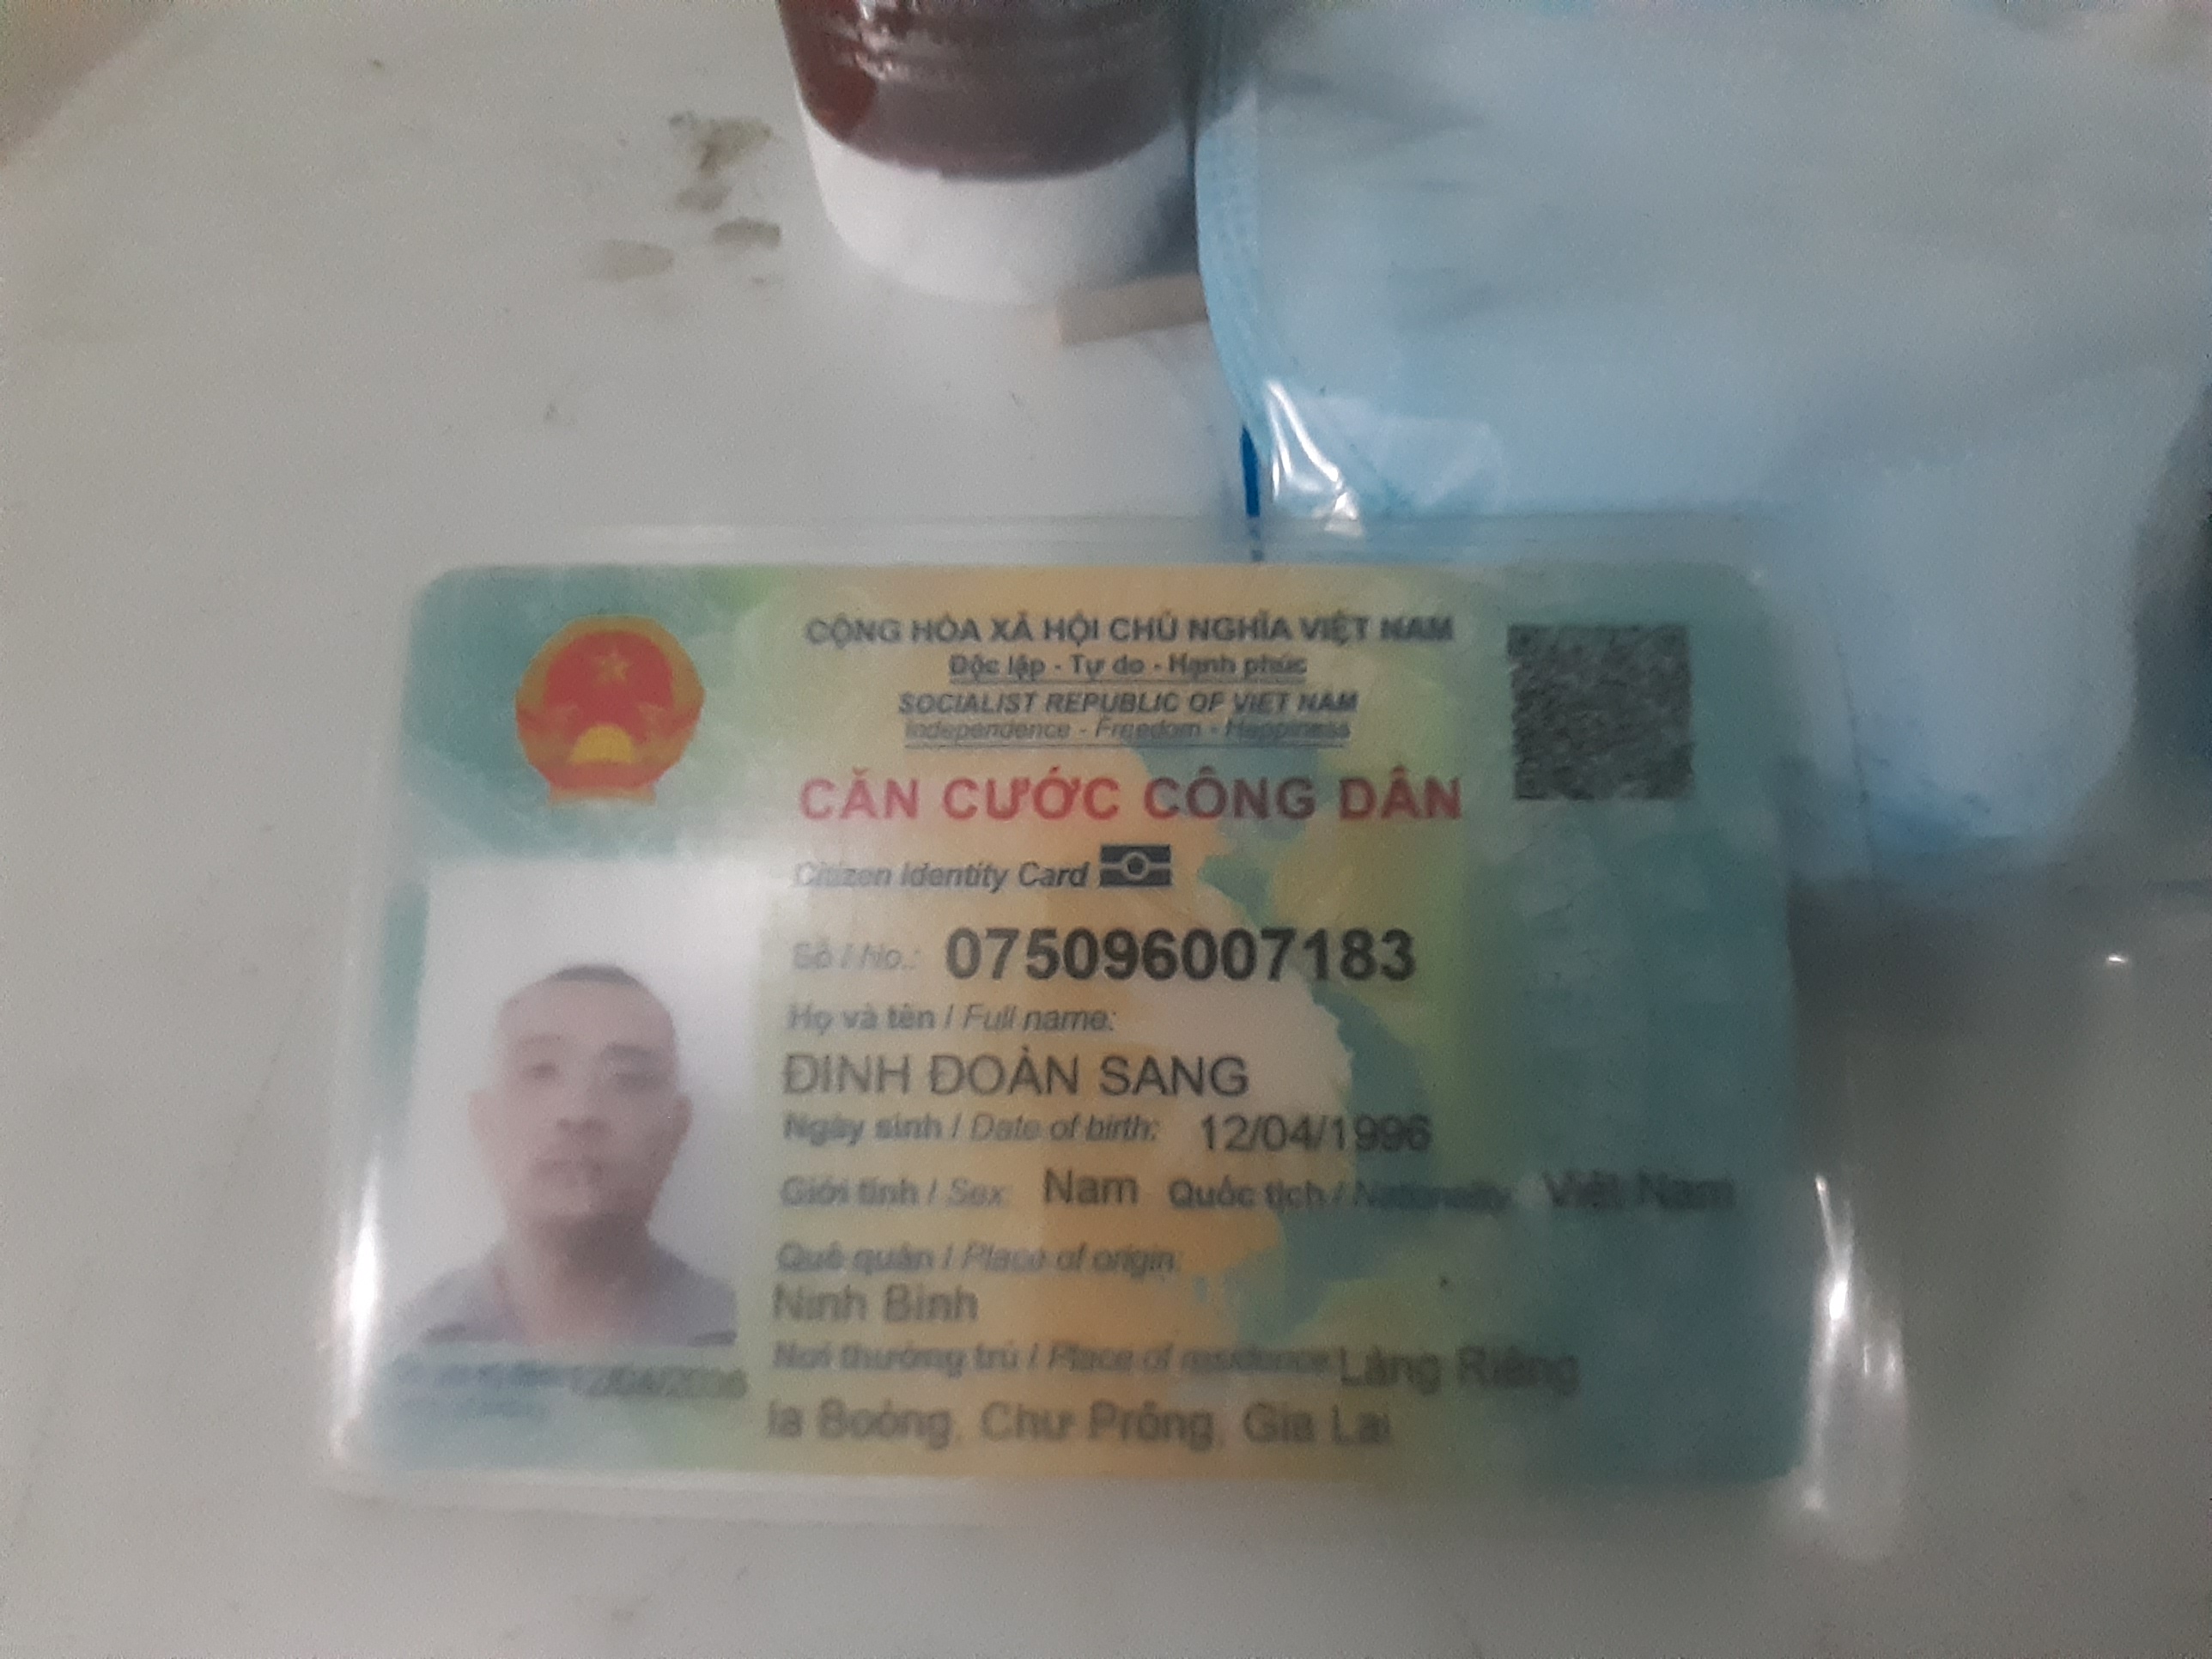 CỘNG HÒA XÃ HỘI CHỦ NGHĨA VIỆT NAM
Độc lập - Tự do - Hạnh phúc
SOCIALIST REPUBLIC OF VIET NAM
Independence - Freedom - Happiness
CĂN CƯỚC CÔNG DÂN
Citizen Identity Card
Số / No.: 075096007183
Họ và tên / Full name:
ĐINH ĐOÀN SANG
Ngày sinh / Date of birth: 12/04/1996
Giới tính / Sex: Nam Quốc tịch / Nationality: Việt Nam
Quê quán / Place of origin:
Ninh Bình
Nơi thường trú / Place of residence: Làng Riêng
Ia Boòng, Chư Prông, Gia Lai
12/04/2036